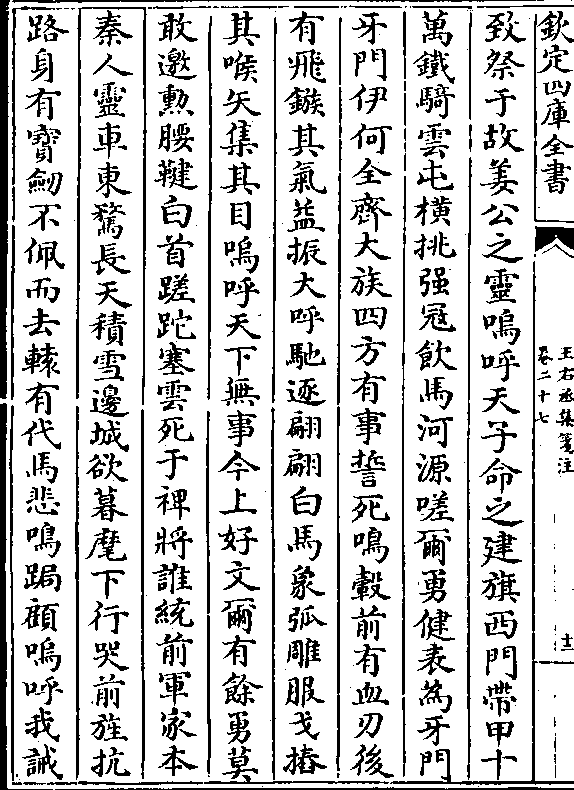 欽定四庫全書
王右丞集箋注
卷二十七
十三
致祭于故姜公之靈嗚呼天子命之建旗西門帶甲十
萬鐵騎雲屯橫挑强冦飲馬河源嗟爾勇健表為牙門
牙門伊何全齊大族四方有事誓死鳴轂前有血刃後
有飛鏃其氣益振大呼馳逐翩翩白馬象弧雕服戈摏
其喉矢集其目嗚呼天下無事今上好文爾有餘勇莫
敢邀勲腰鞬白首蹉跎塞雲死于裨將誰統前軍家本
秦人靈車東騖長天積雪邊城欲暮麾下行哭前旌抗
路身有寳劒不佩而去轅有代馬悲鳴跼顧嗚呼我誡